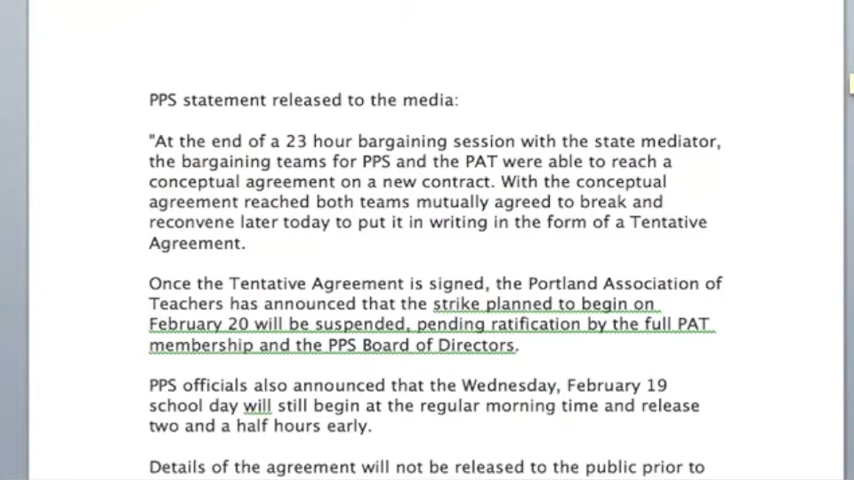 PPS statement released to the media:
"At the end of a 23 hour bargaining session with the state mediator,
the bargaining teams for PPS and the PAT were able to reach a
conceptual agreement on a new contract. With the conceptual
agreement reached both teams mutually agreed to break and
reconvene later today to put it in writing in the form of a Tentative
Agreement.
Once the Tentative Agreement is signed, the Portland Association of
Teachers has announced that the strike planned to begin on
February 20 will be suspended, pending ratification by the full PAT
membership and the PPS Board of Directors.
PPS officials also announced that the Wednesday, February 19
school day will still begin at the regular morning time and release
two and a half hours early.
Details of the agreement will not be released to the public prior to